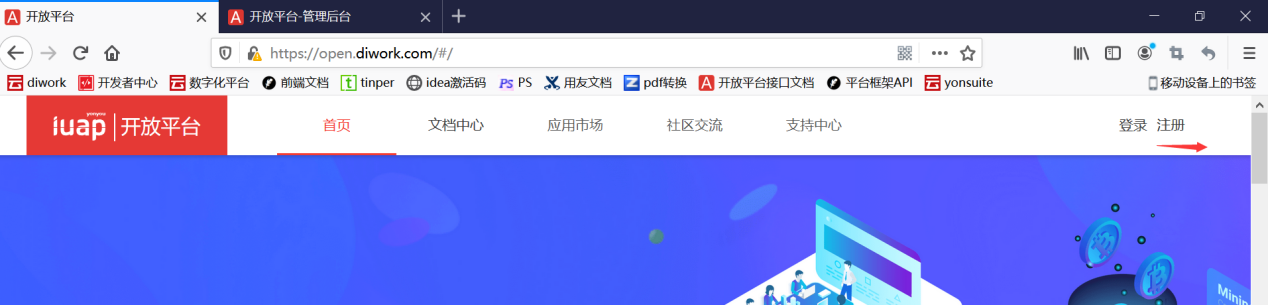 开放平台
开放平台-管理后台
https://open.diwork.com/#/
diwork 开发者中心 数字化平台 前端文档 tinper idea激活码 PS 用友文档 pdf转换 开放平台接口文档 平台框架API yonsuite 移动设备上的书签
iuap 开放平台 首页 文档中心 应用市场 社区交流 支持中心 登录 注册
Mining